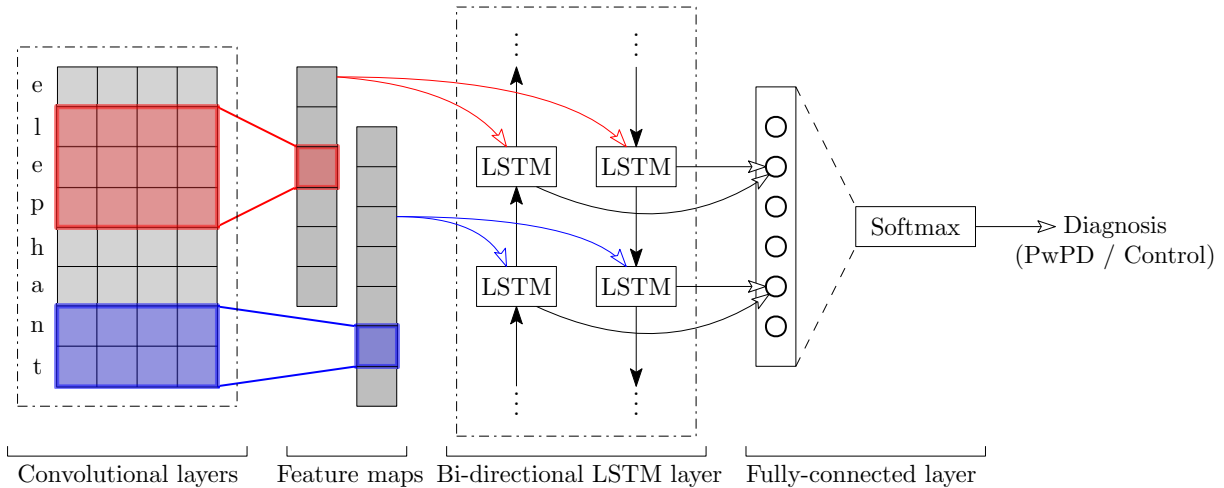 e
l
e
p
h
a
n
t
LSTM
LSTM
LSTM
LSTM
Softmax
Diagnosis
(PwPD / Control)
Convolutional layers
Feature maps
Bi-directional LSTM layer
Fully-connected layer